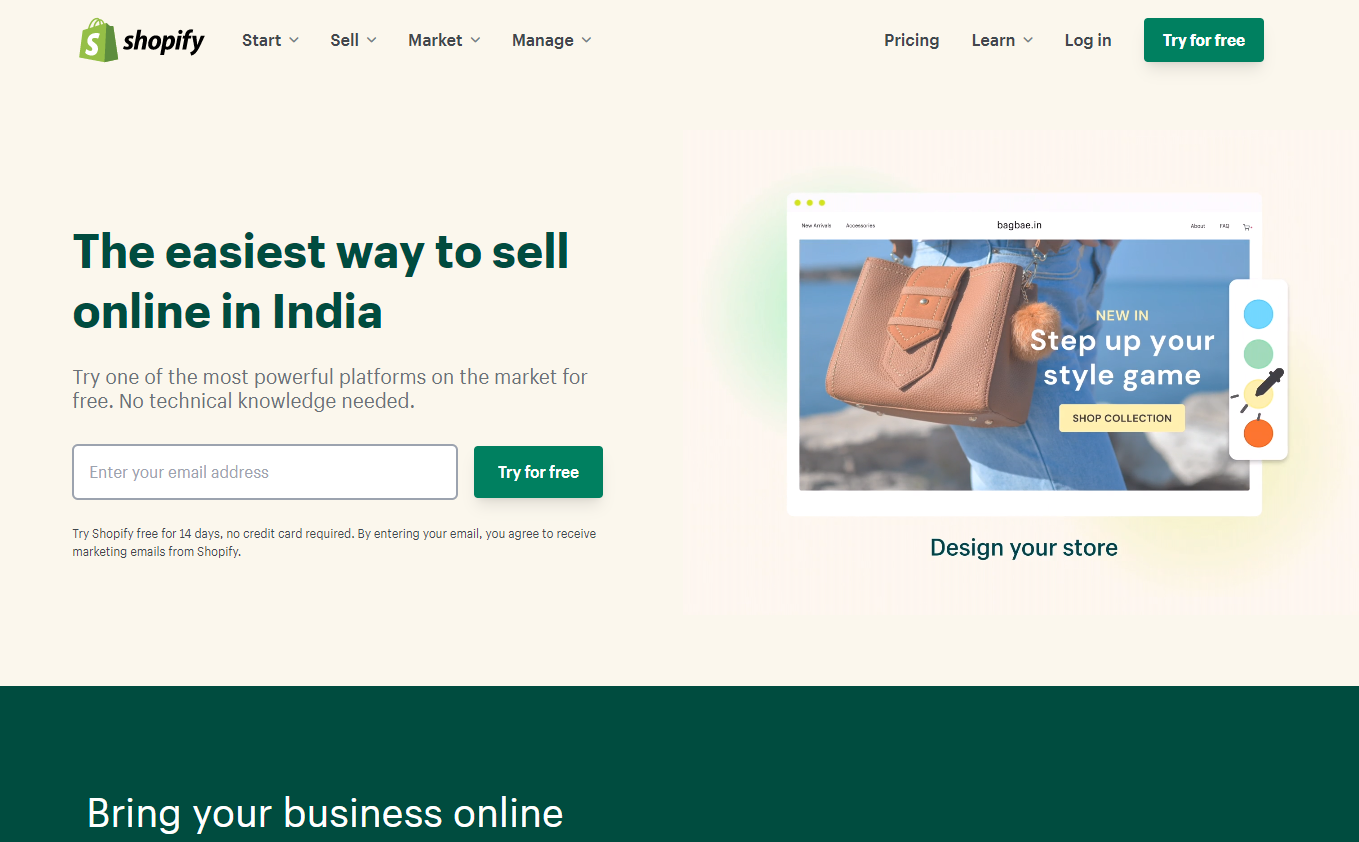 shopify
Start
Sell
Market
Manage
Pricing
Learn
Log in
Try for free
The easiest way to sell
online in India
Try one of the most powerful platforms on the market for
free. No technical knowledge needed.
Enter your email address
Try for free
Try Shopify free for 14 days, no credit card required. By entering your email, you agree to receive
marketing emails from Shopify.
New Arrivals
Accessories
bagbae.in
About
FAQ
NEW IN
Step up your
style game
SHOP COLLECTION
Design your store
Bring your business online